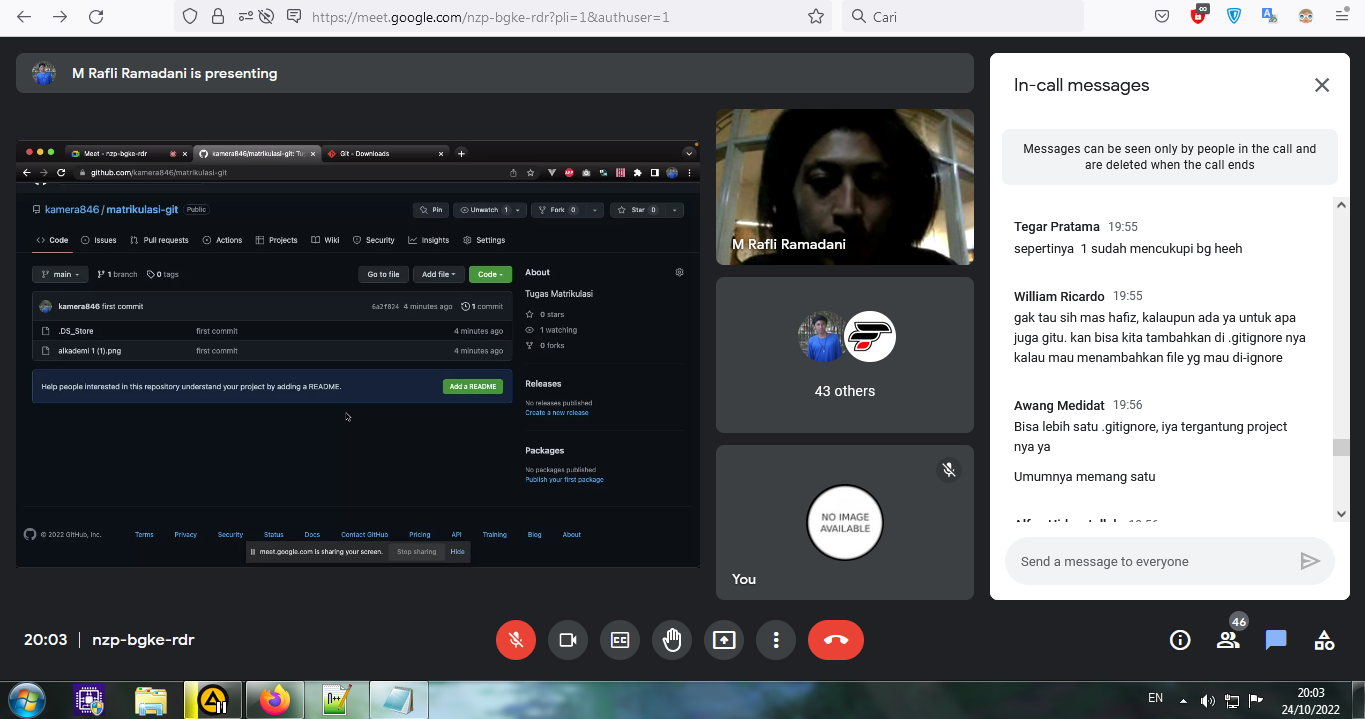 https://meet.google.com/nzp-bgke-rdr?pli=1&authuser=1
Cari
M Rafli Ramadani is presenting
Meet - nzp-bgke-rdr
kamera846/matrikulasi-git: Tug
Git - Downloads
github.com/kamera846/matrikulasi-git
kamera846 / matrikulasi-git Public
Pin
Unwatch 1
Fork 0
Star 0
Code
Issues
Pull requests
Actions
Projects
Wiki
Security
Insights
Settings
main
1 branch
0 tags
Go to file
Add file
Code
kamera846 first commit
6a2f824 4 minutes ago
1 commit
.DS_Store first commit 4 minutes ago
alkademi 1 (1).png first commit 4 minutes ago
Help people interested in this repository understand your project by adding a README.
Add a README
About
Tugas Matrikulasi
0 stars
1 watching
0 forks
Releases
No releases published
Create a new release
Packages
No packages published
Publish your first package
© 2022 GitHub, Inc.
Terms
Privacy
Security
Status
Docs
Contact GitHub
Pricing
API
Training
Blog
About
meet.google.com is sharing your screen.
Stop sharing
Hide
M Rafli Ramadani
43 others
NO IMAGE
AVAILABLE
You
In-call messages
Messages can be seen only by people in the call and
are deleted when the call ends
Tegar Pratama 19:55
sepertinya 1 sudah mencukupi bg heeh
William Ricardo 19:55
gak tau sih mas hafiz, kalaupun ada ya untuk apa
juga gitu. kan bisa kita tambahkan di .gitignore nya
kalau mau menambahkan file yg mau di-ignore
Awang Medidat 19:56
Bisa lebih satu .gitignore, iya tergantung project
nya ya
Umumnya memang satu
Send a message to everyone
20:03 | nzp-bgke-rdr
46
EN
20:03
24/10/2022